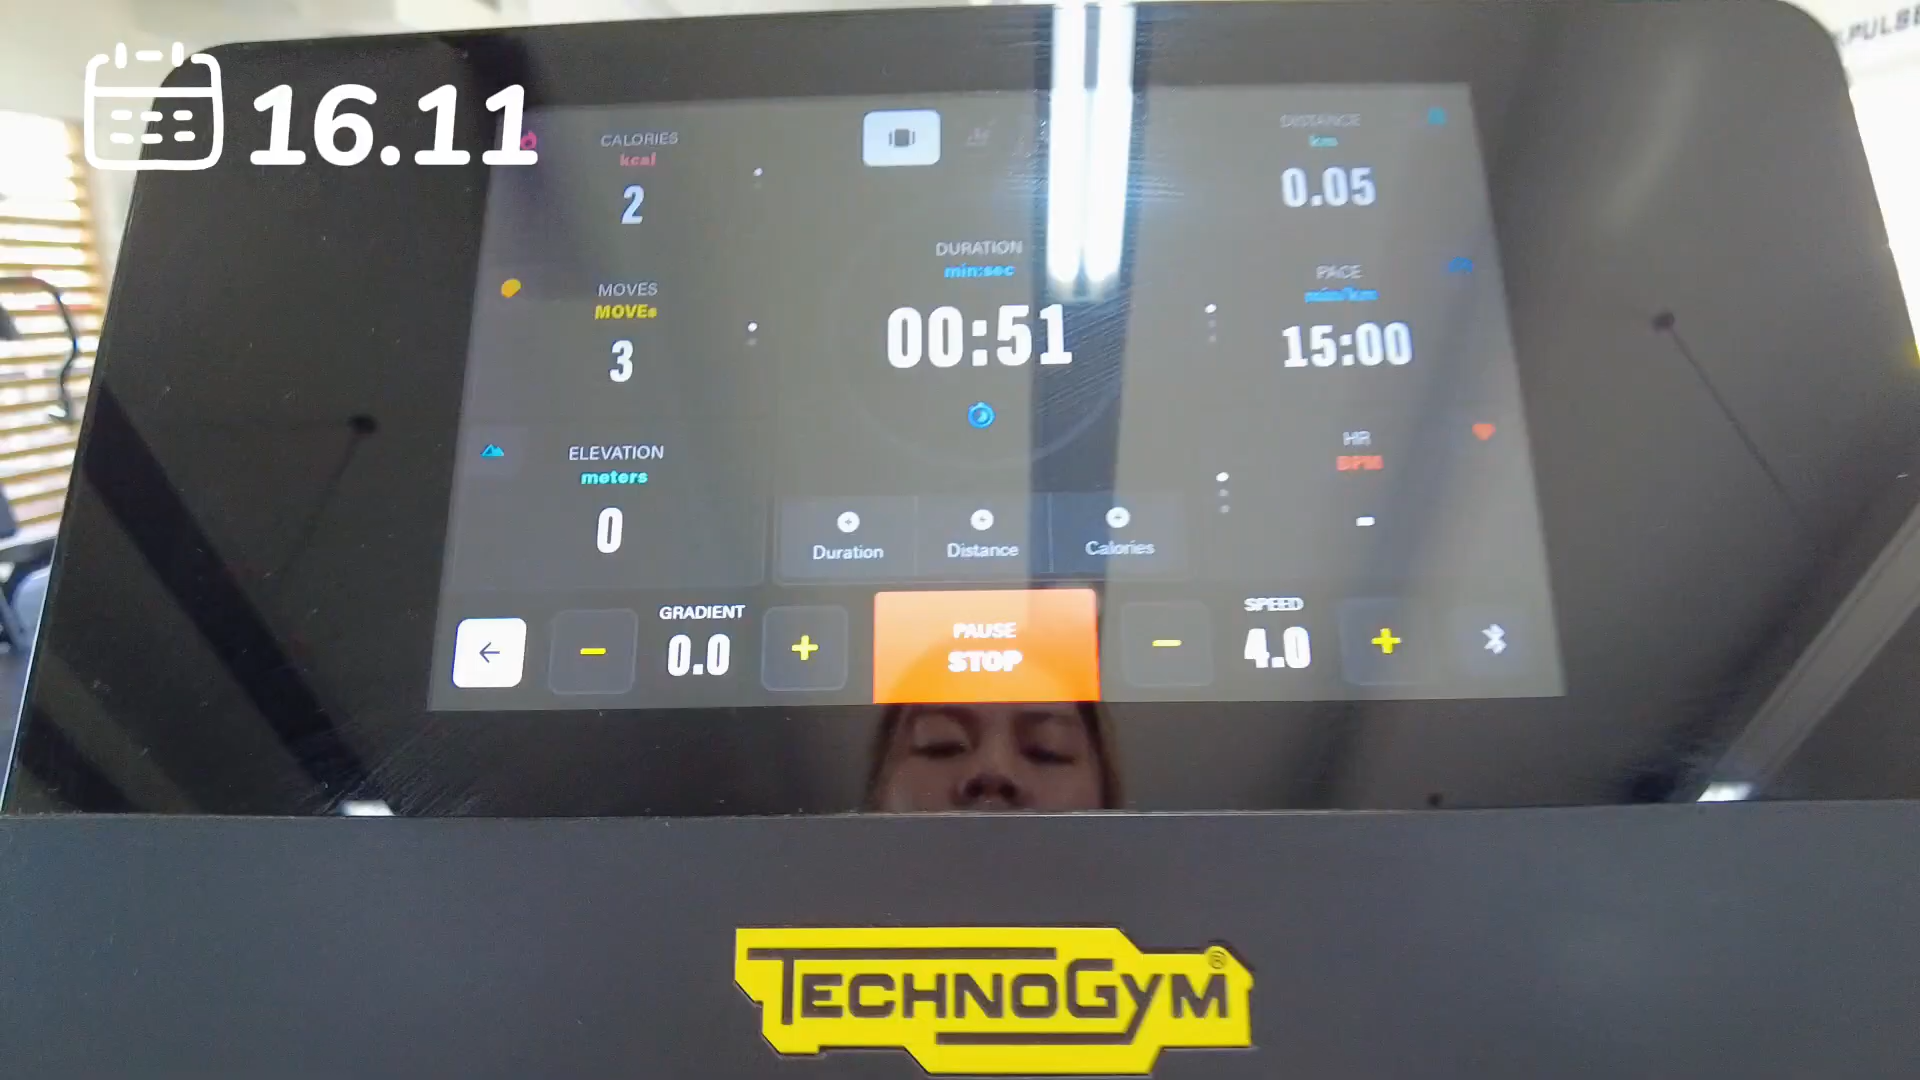 16.11
CALORIES
kcal
2
MOVES
MOVEs
3
ELEVATION
meters
0
DURATION
min:sec
00:51
Duration
Distance
Calories
DISTANCE
km
0.05
PACE
min/km
15:00
HR
BPM
-
GRADIENT
0.0
PAUSE
STOP
SPEED
4.0
TECHNOGYM®